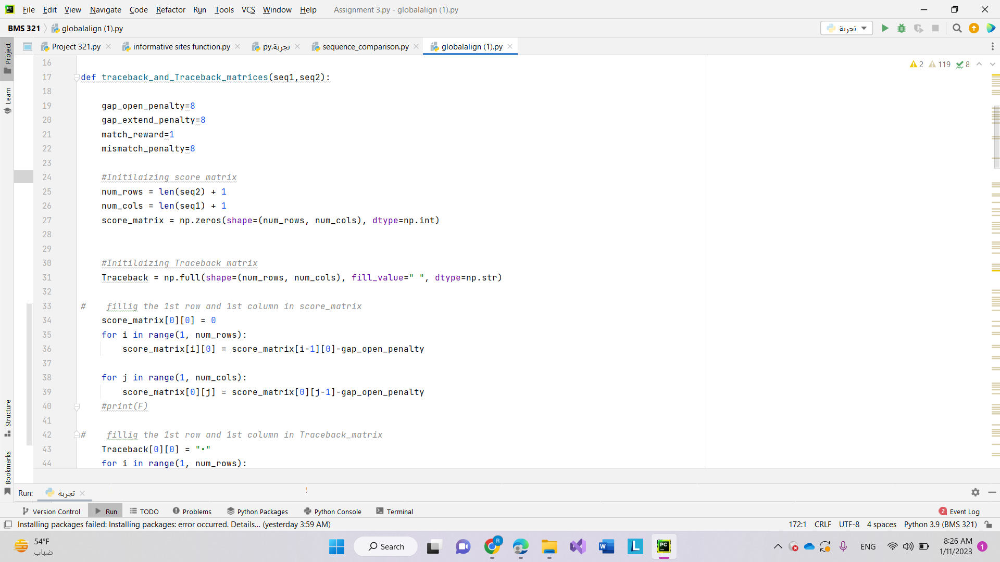 File Edit View Navigate Code Refactor Run Tools VCS Window Help Assignment 3.py - globalalign (1).py
BMS 321 globalalign (1).py تجربة
Project 321.py informative sites function.py تجربة.py sequence_comparison.py globalalign (1).py
Project
Learn
Structure
Bookmarks
2 119 8
16
17 def traceback_and_Traceback_matrices(seq1,seq2):
18
19 gap_open_penalty=8
20 gap_extend_penalty=8
21 match_reward=1
22 mismatch_penalty=8
23
24 #Initilaizing score matrix
25 num_rows = len(seq2) + 1
26 num_cols = len(seq1) + 1
27 score_matrix = np.zeros(shape=(num_rows, num_cols), dtype=np.int)
28
29
30 #Initilaizing Traceback matrix
31 Traceback = np.full(shape=(num_rows, num_cols), fill_value=" ", dtype=np.str)
32
33 # fillig the 1st row and 1st column in score_matrix
34 score_matrix[0][0] = 0
35 for i in range(1, num_rows):
36 score_matrix[i][0] = score_matrix[i-1][0]-gap_open_penalty
37
38 for j in range(1, num_cols):
39 score_matrix[0][j] = score_matrix[0][j-1]-gap_open_penalty
40 #print(F)
41
42 # fillig the 1st row and 1st column in Traceback_matrix
43 Traceback[0][0] = "•"
44 for i in range(1, num_rows):
Run: تجربة
Version Control Run TODO Problems Python Packages Python Console Terminal 2 Event Log
Installing packages failed: Installing packages: error occurred. Details... (yesterday 3:59 AM) 172:1 CRLF UTF-8 4 spaces Python 3.9 (BMS 321)
54°F
ضباب
Search
ENG
8:26 AM
1/11/2023
1